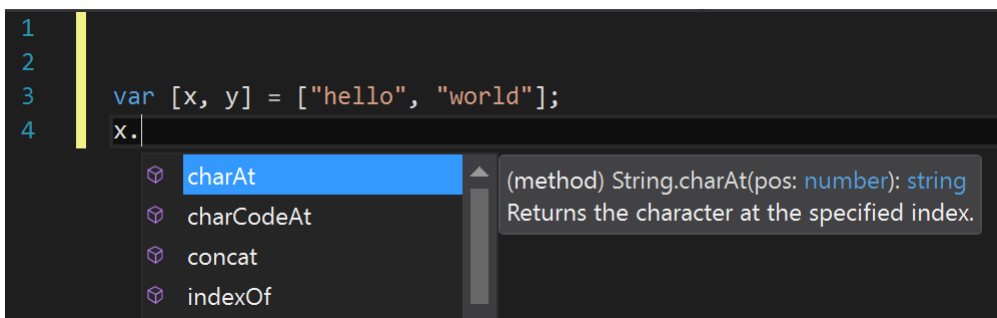 1
2
3 var [x, y] = ["hello", "world"];
4 x.
charAt
charCodeAt
concat
indexOf
(method) String.charAt(pos: number): string
Returns the character at the specified index.